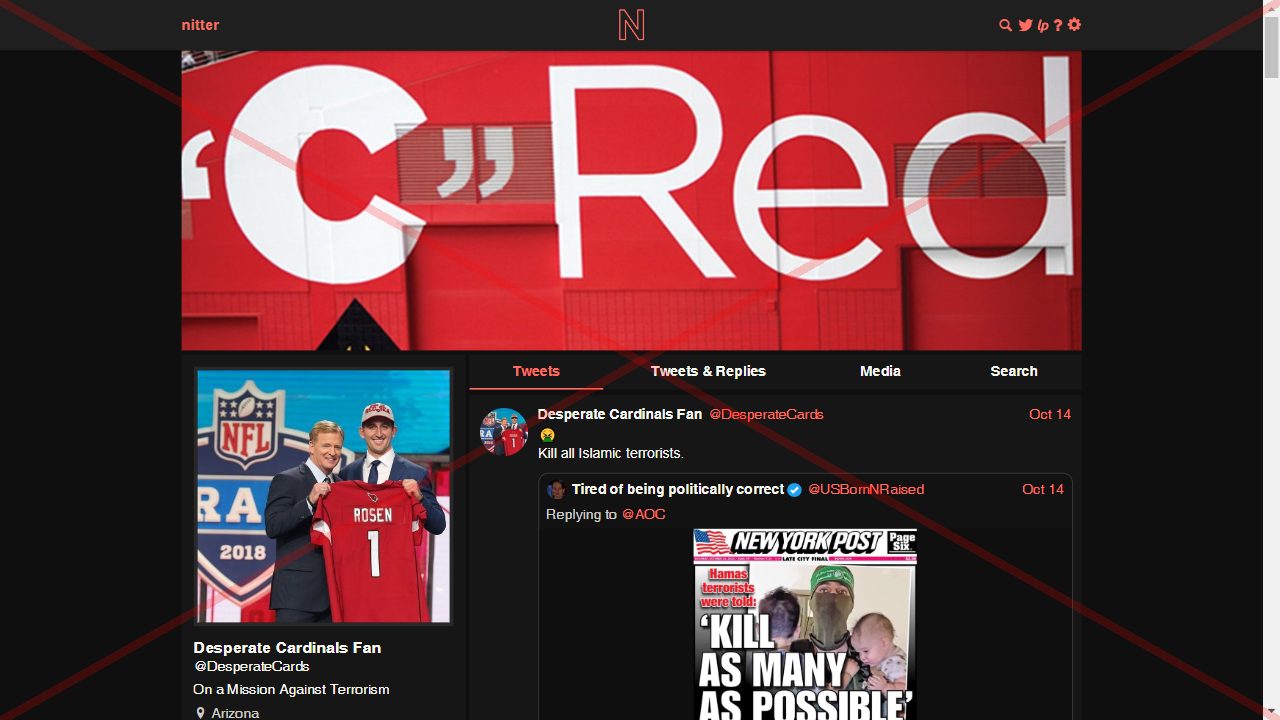 nitter
N
lp ?
‘C’’ Red
Tweets
Tweets & Replies
Media
Search
NFL
RA
2018
ROSEN
1
Desperate Cardinals Fan
@DesperateCards
On a Mission Against Terrorism
Arizona
Desperate Cardinals Fan @DesperateCards Oct 14
Kill all Islamic terrorists.
Tired of being politically correct @USBornNRaised Oct 14
Replying to @AOC
NEW YORK POST
Page
Six
LATE CITY FINAL
Hamas
terrorists
were told:
‘KILL
AS MANY
AS POSSIBLE’